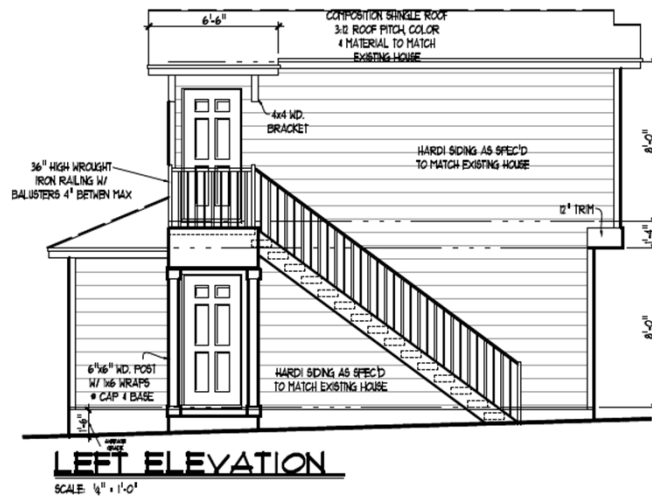 6'-6"
COMPOSITION SHINGLE ROOF
3:12 ROOF PITCH, COLOR
& MATERIAL TO MATCH
EXISTING HOUSE
4x4 WD.
BRACKET
HARDI SIDING AS SPEC'D
TO MATCH EXISTING HOUSE
8'-0"
36" HIGH WROUGHT
IRON RAILING W/
BALUSTERS 4" BETWEN MAX
12" TRIM
1'-4"
8'-0"
6"x6" WD. POST
W/ 1x6 WRAPS
@ CAP & BASE
HARDI SIDING AS SPEC'D
TO MATCH EXISTING HOUSE
1'-6"
LEFT ELEVATION
SCALE: 1/4" = 1'-0"